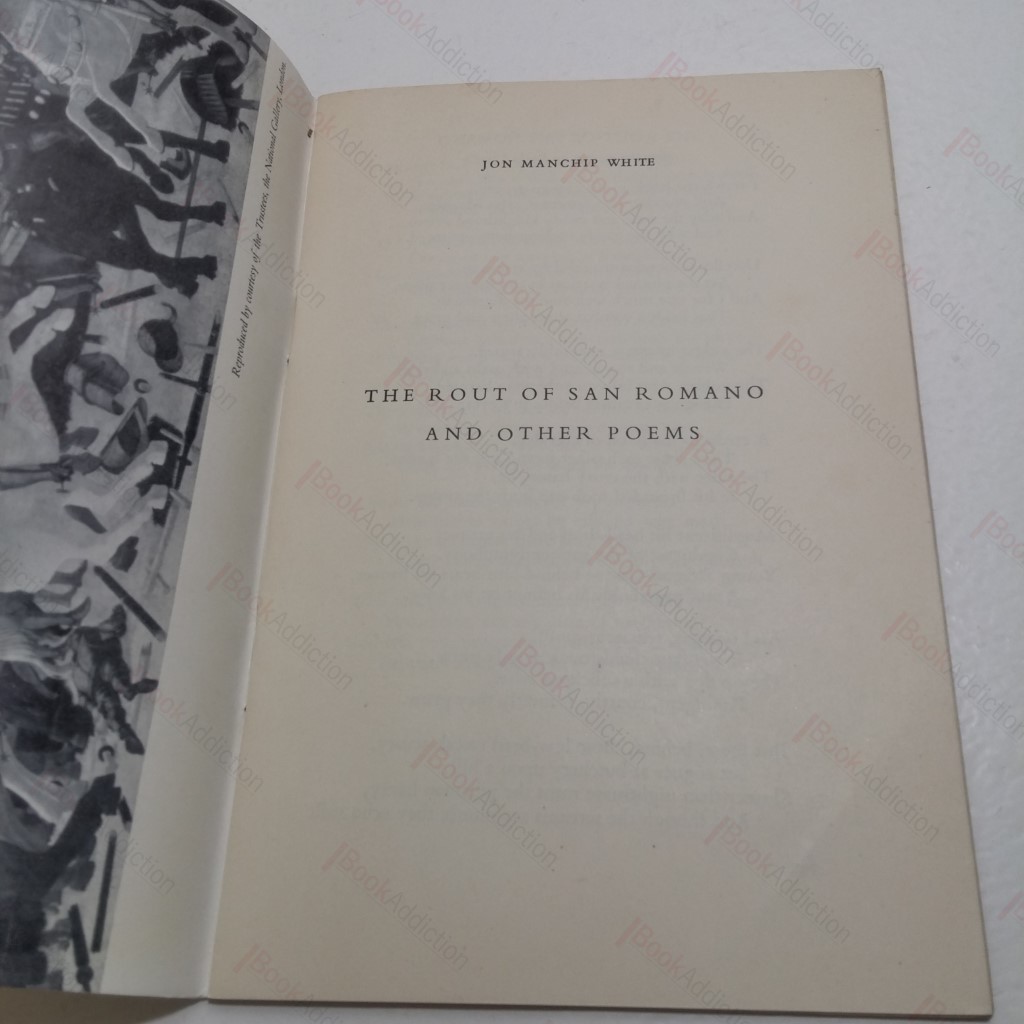 Reproduced by courtesy of the Trustees, the National Gallery, London
JON MANCHIP WHITE
THE ROUT OF SAN ROMANO
AND OTHER POEMS
BookAddiction